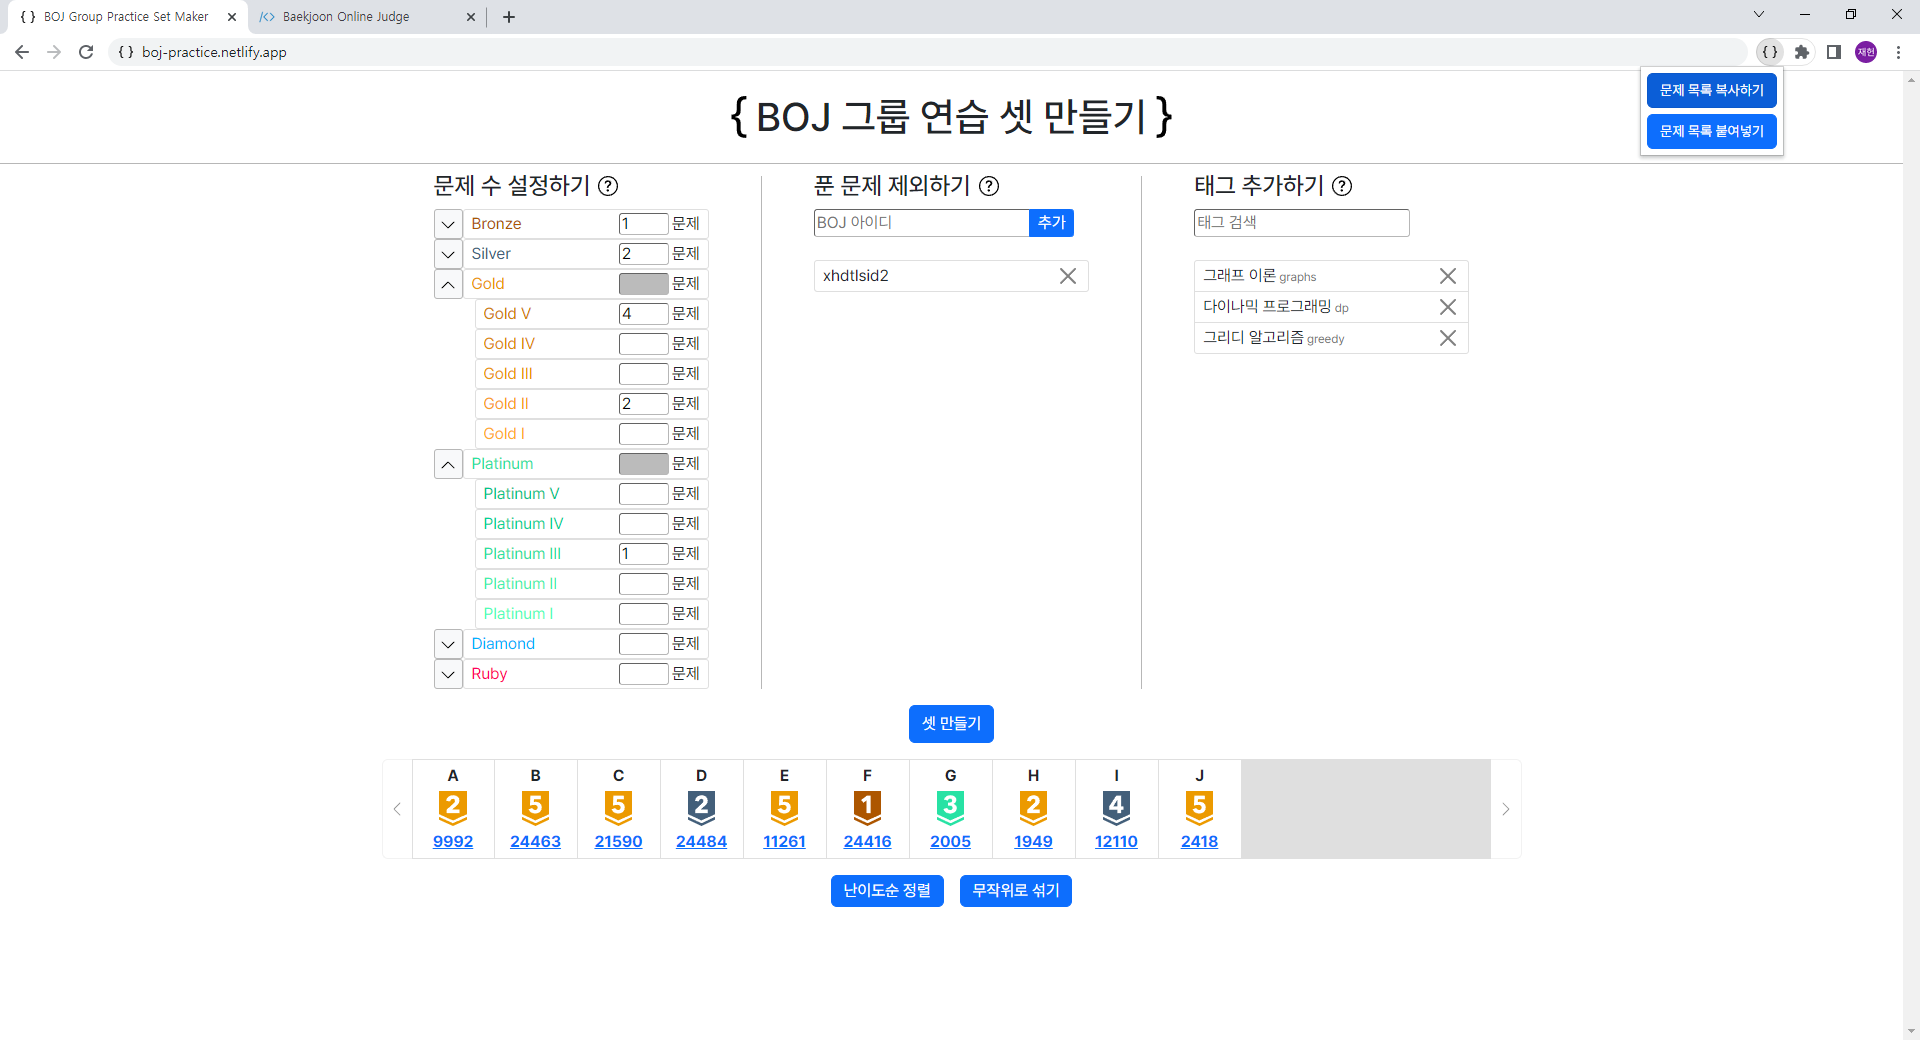 { } BOJ Group Practice Set Maker
</> Baekjoon Online Judge
{ } boj-practice.netlify.app
{ }
재헌
문제 목록 복사하기
문제 목록 붙여넣기
{ BOJ 그룹 연습 셋 만들기 }
문제 수 설정하기 ?
Bronze 1 문제
Silver 2 문제
Gold 문제
Gold V 4 문제
Gold IV 문제
Gold III 문제
Gold II 2 문제
Gold I 문제
Platinum 문제
Platinum V 문제
Platinum IV 문제
Platinum III 1 문제
Platinum II 문제
Platinum I 문제
Diamond 문제
Ruby 문제
푼 문제 제외하기 ?
BOJ 아이디 추가
xhdtlsid2
태그 추가하기 ?
태그 검색
그래프 이론 graphs
다이나믹 프로그래밍 dp
그리디 알고리즘 greedy
셋 만들기
A B C D E F G H I J
2 5 5 2 5 1 3 2 4 5
9992 24463 21590 24484 11261 24416 2005 1949 12110 2418
난이도순 정렬 무작위로 섞기